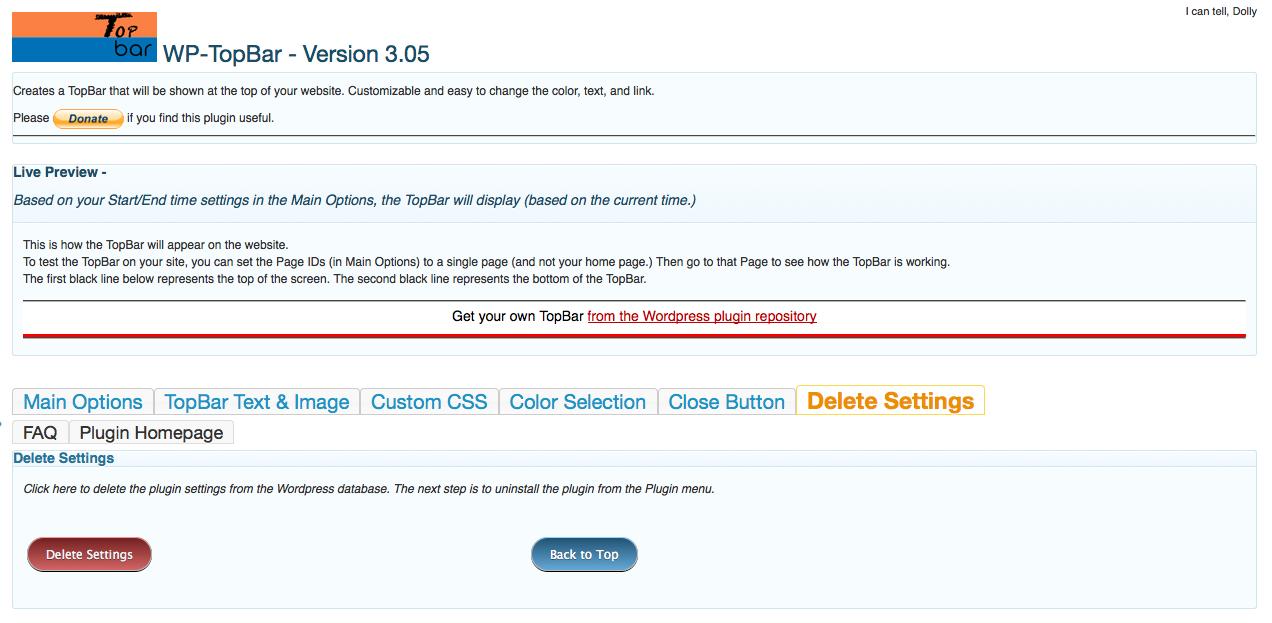 I can tell, Dolly
Top
bar
WP-TopBar - Version 3.05
Creates a TopBar that will be shown at the top of your website. Customizable and easy to change the color, text, and link.
Please Donate if you find this plugin useful.
Live Preview -
Based on your Start/End time settings in the Main Options, the TopBar will display (based on the current time.)
This is how the TopBar will appear on the website.
To test the TopBar on your site, you can set the Page IDs (in Main Options) to a single page (and not your home page.) Then go to that Page to see how the TopBar is working.
The first black line below represents the top of the screen. The second black line represents the bottom of the TopBar.
Get your own TopBar from the Wordpress plugin repository
Main Options TopBar Text & Image Custom CSS Color Selection Close Button Delete Settings
FAQ Plugin Homepage
Delete Settings
Click here to delete the plugin settings from the Wordpress database. The next step is to uninstall the plugin from the Plugin menu.
Delete Settings Back to Top